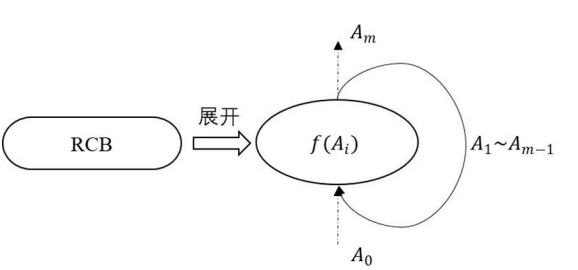 A_m
展开
RCB
f(A_i)
A_1~A_{m-1}
A_0